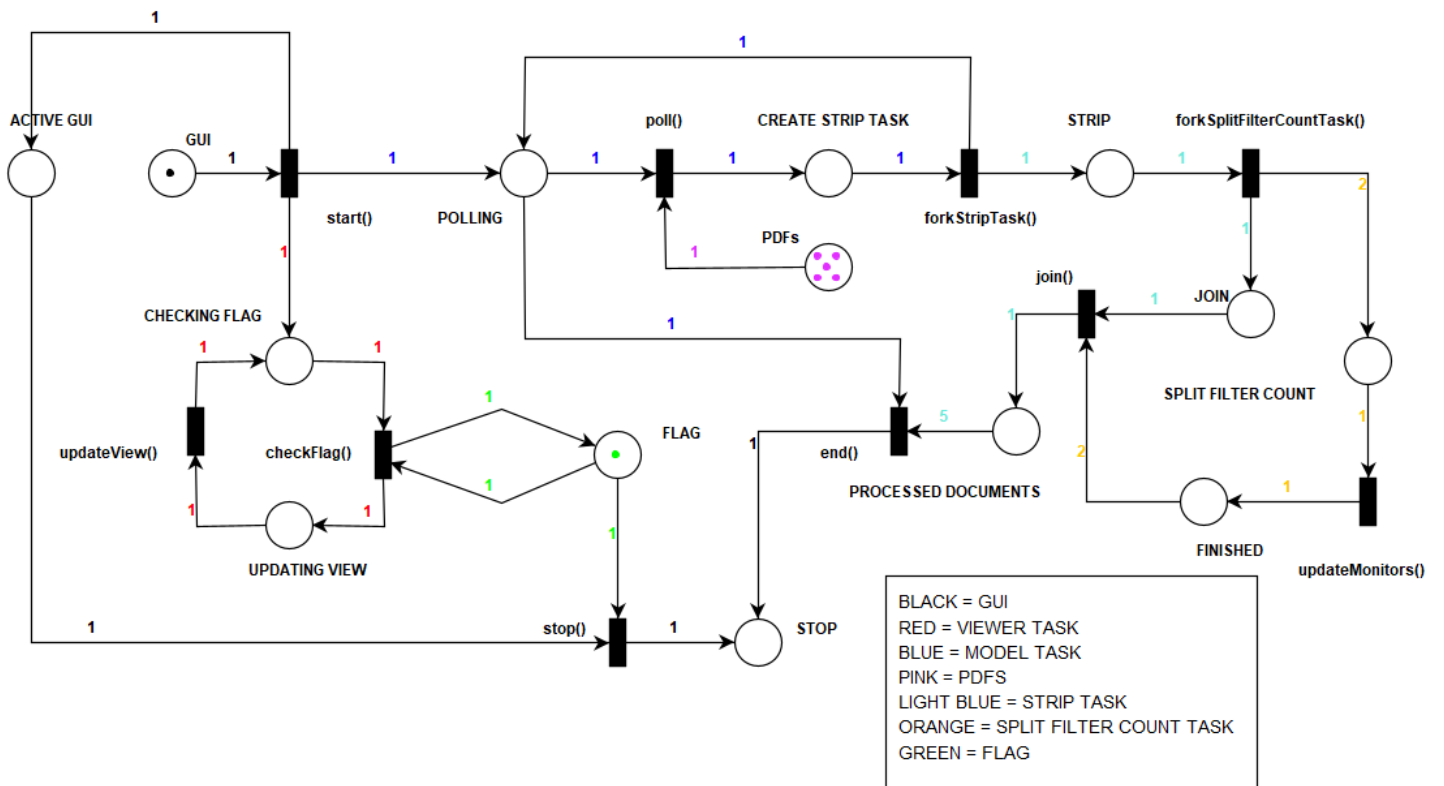 1
1
ACTIVE GUI
poll()
CREATE STRIP TASK
STRIP
forkSplitFilterCountTask()
GUI
1
1
1
1
1
1
1
2
start()
POLLING
forkStripTask()
1
1
PDFs
1
join()
JOIN
1
CHECKING FLAG
1
1
1
1
1
SPLIT FILTER COUNT
1
FLAG
5
1
updateView()
checkFlag()
end()
2
1
PROCESSED DOCUMENTS
1
1
1
1
FINISHED
UPDATING VIEW
updateMonitors()
1
stop()
1
STOP
BLACK = GUI
RED = VIEWER TASK
BLUE = MODEL TASK
PINK = PDFS
LIGHT BLUE = STRIP TASK
ORANGE = SPLIT FILTER COUNT TASK
GREEN = FLAG